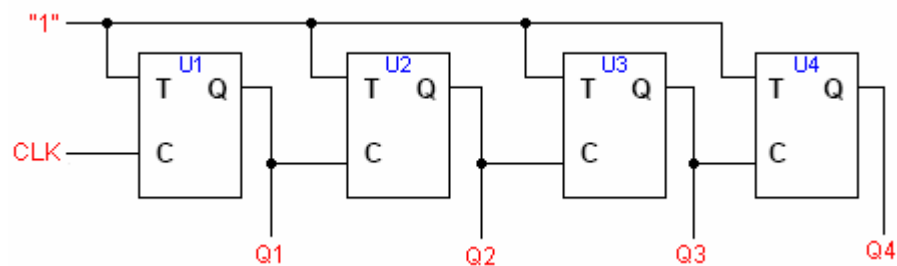 "1"
U1 U2 U3 U4
T Q T Q T Q T Q
CLK C C C C
Q1 Q2 Q3 Q4